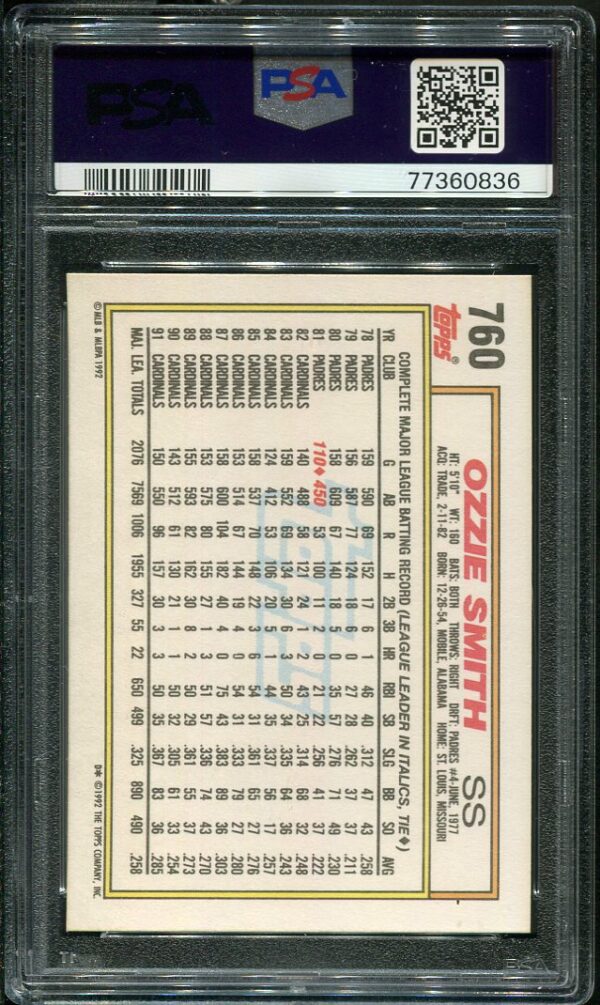 PSA
PSA
77360836
760
Topps®
OZZIE SMITH SS
HT: 5'10" WT: 160 BATS: BOTH THROWS: RIGHT DRFT: PADRES #4-JUNE, 1977
ACQ: TRADE, 2-11-82 BORN: 12-26-54, MOBILE, ALABAMA HOME: ST. LOUIS, MISSOURI
COMPLETE MAJOR LEAGUE BATTING RECORD (LEAGUE LEADER IN ITALICS, TIE♦)
YR CLUB G AB R H 2B 3B HR RBI SB SLG BB SO AVG
78 PADRES 159 590 69 152 17 6 1 46 40 .312 47 43 .258
79 PADRES 156 587 77 124 18 6 0 27 28 .262 37 37 .211
80 PADRES 158 609 67 140 18 5 0 35 57 .276 71 49 .230
81 PADRES 110♦450 53 100 11 2 0 21 22 .256 41 37 .222
82 CARDINALS 140 488 58 121 24 1 2 43 25 .314 68 32 .248
83 CARDINALS 159 552 69 134 30 6 3 50 34 .335 64 36 .243
84 CARDINALS 124 412 53 106 20 5 1 44 35 .337 56 17 .257
85 CARDINALS 158 537 70 148 22 3 6 54 31 .361 65 27 .276
86 CARDINALS 153 514 67 144 19 4 0 54 31 .333 79 27 .280
87 CARDINALS 158 600 104 182 40 4 0 75 43 .383 89 36 .303
88 CARDINALS 153 575 80 155 27 1 3 51 57 .336 74 43 .270
89 CARDINALS 155 593 82 162 30 8 2 50 29 .361 55 37 .273
90 CARDINALS 143 512 61 130 21 1 1 50 32 .305 61 33 .254
91 CARDINALS 150 550 96 157 30 3 3 50 35 .367 83 36 .285
MAJ. LEA. TOTALS 2076 7569 1006 1955 327 55 22 650 499 .325 890 490 .258
© MLB & MLBPA 1992
D* © 1992 THE TOPPS COMPANY, INC.
PSA